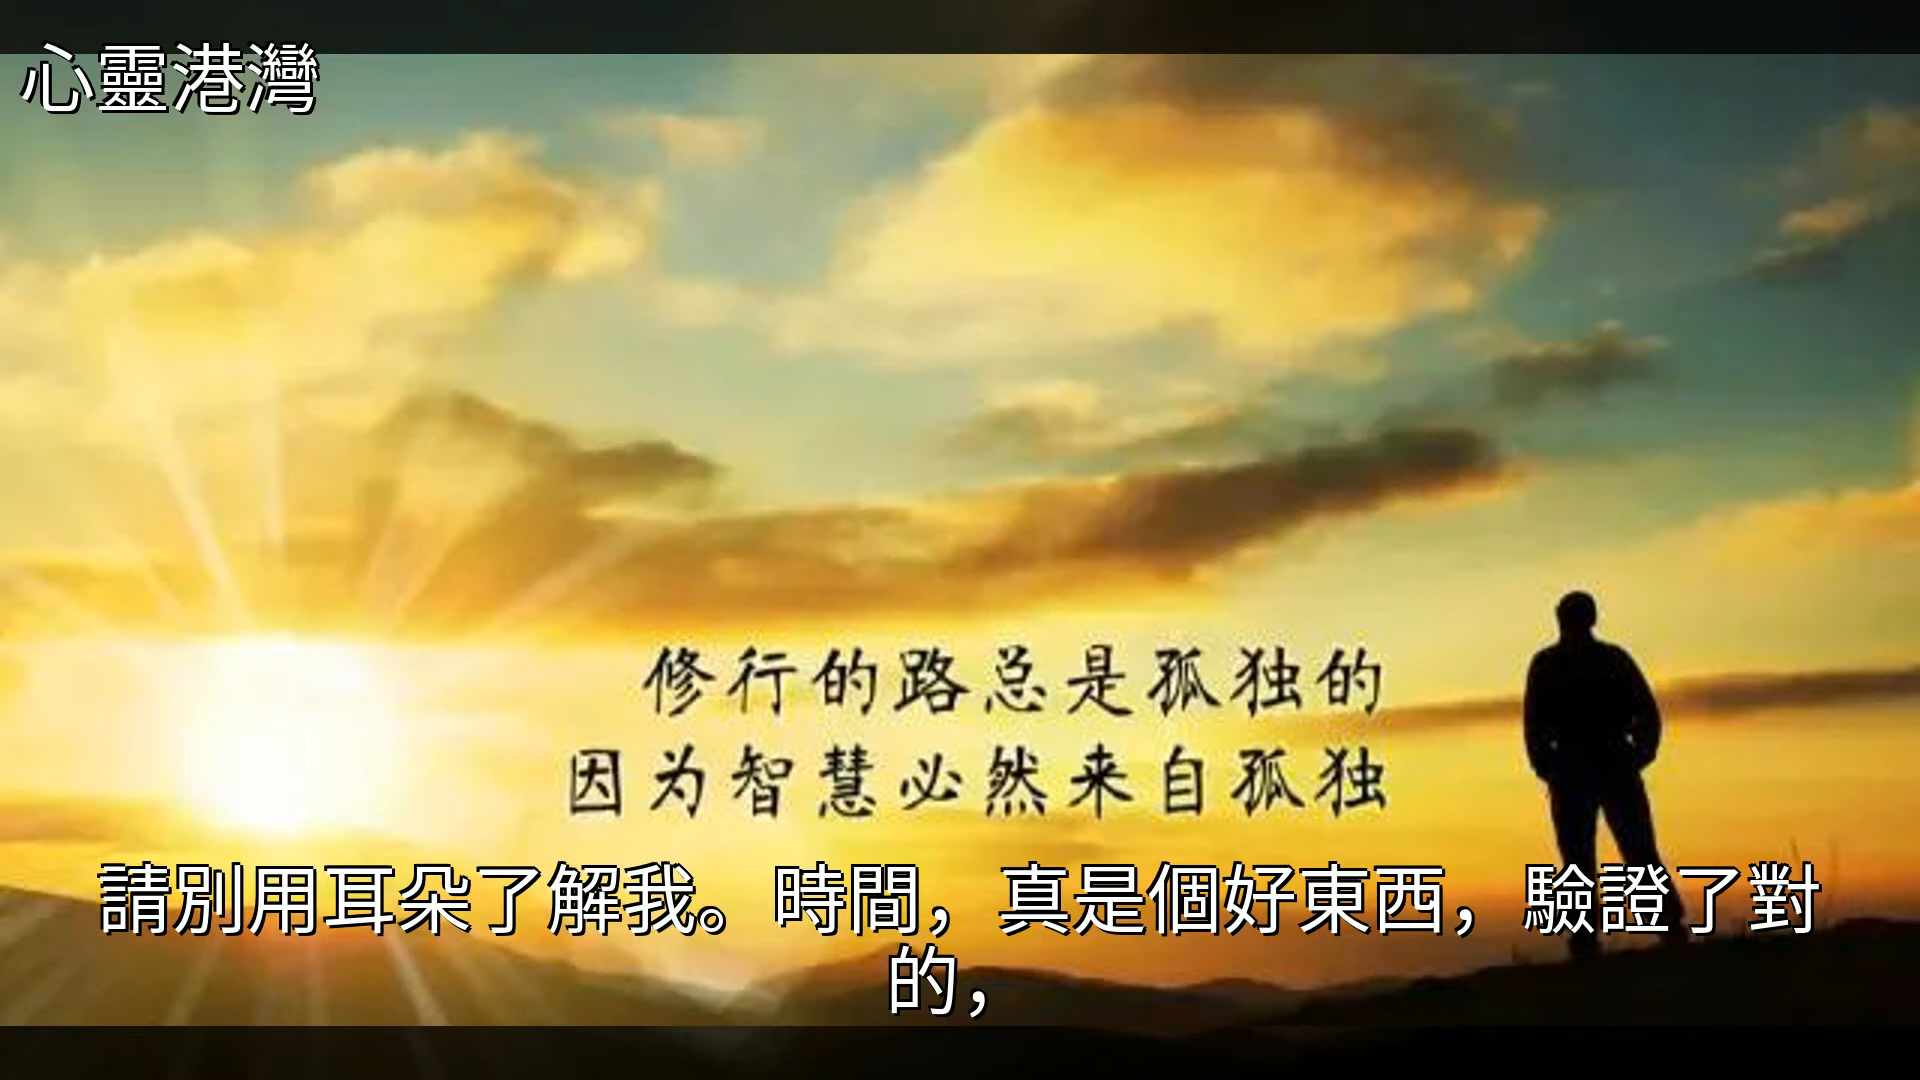 心靈港灣
修行的路总是孤独的
因为智慧必然来自孤独
請別用耳朵了解我。時間，真是個好東西，驗證了對
的，